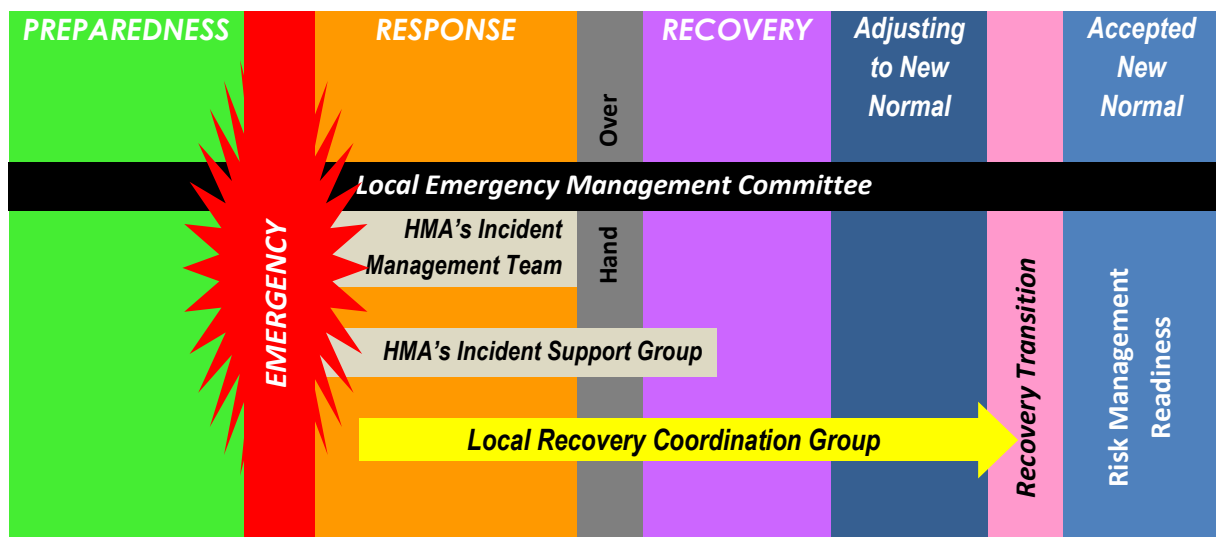 PREPAREDNESS
RESPONSE
RECOVERY
Adjusting
to New
Normal
Accepted
New
Normal
Hand Over
Local Emergency Management Committee
EMERGENCY
HMA’s Incident
Management Team
HMA’s Incident Support Group
Local Recovery Coordination Group
Recovery Transition
Risk Management
Readiness